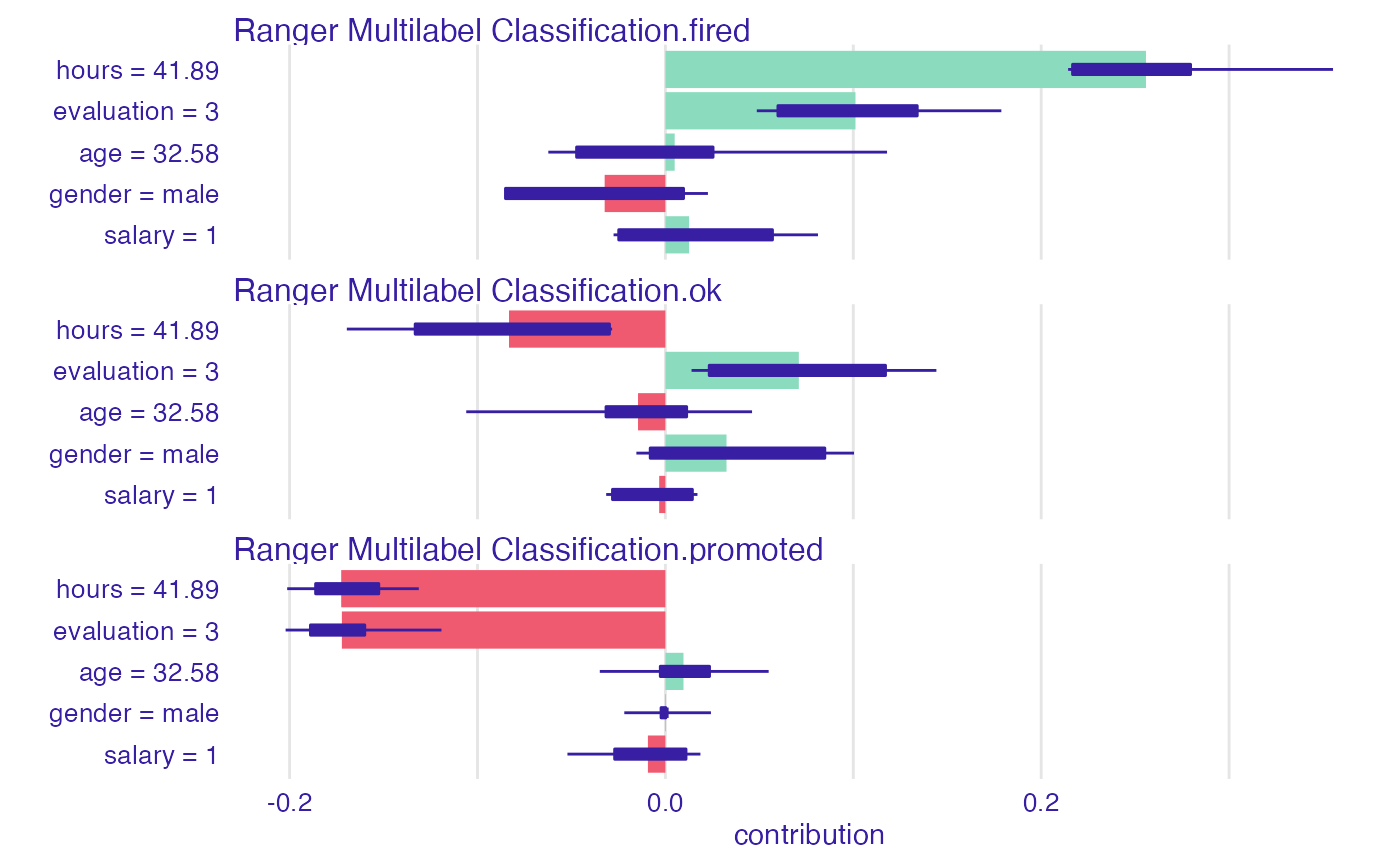 Ranger Multilabel Classification.fired
hours = 41.89
evaluation = 3
age = 32.58
gender = male
salary = 1
Ranger Multilabel Classification.ok
hours = 41.89
evaluation = 3
age = 32.58
gender = male
salary = 1
Ranger Multilabel Classification.promoted
hours = 41.89
evaluation = 3
age = 32.58
gender = male
salary = 1
-0.2 0.0 0.2
contribution